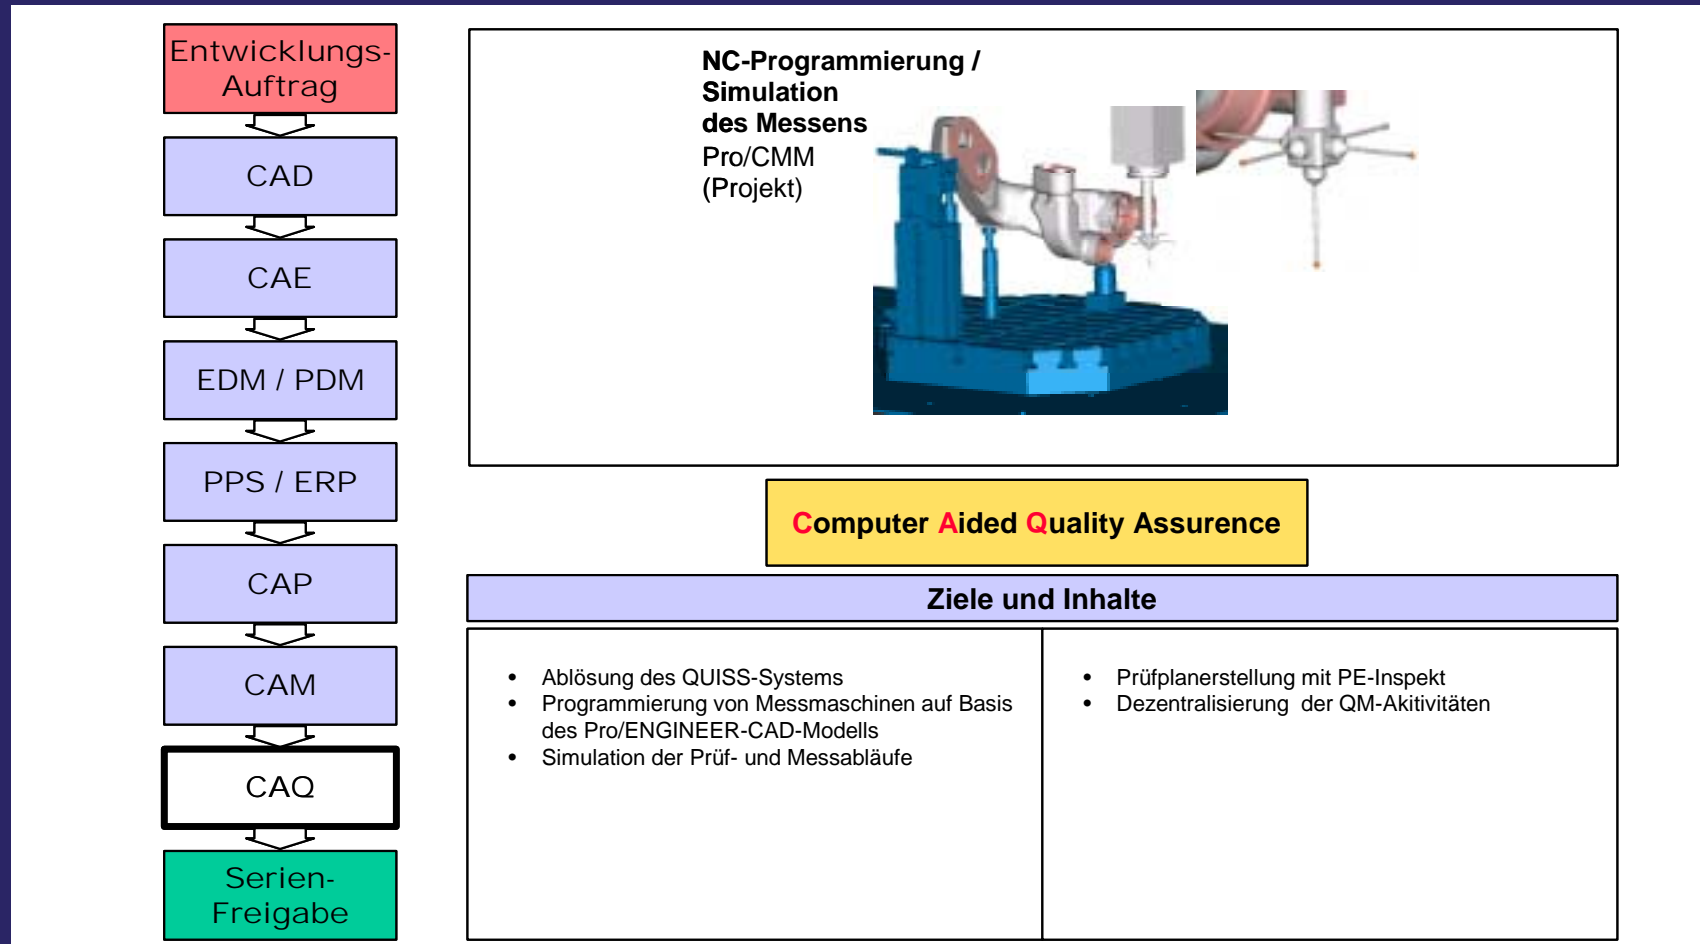 Entwicklungs-
Auftrag
CAD
CAE
EDM / PDM
PPS / ERP
CAP
CAM
CAQ
Serien-
Freigabe
NC-Programmierung /
Simulation
des Messens
Pro/CMM
(Projekt)
Computer Aided Quality Assurence
Ziele und Inhalte
• Ablösung des QUISS-Systems
• Programmierung von Messmaschinen auf Basis
des Pro/ENGINEER-CAD-Modells
• Simulation der Prüf- und Messabläufe
• Prüfplanerstellung mit PE-Inspekt
• Dezentralisierung  der QM-Akitivitäten